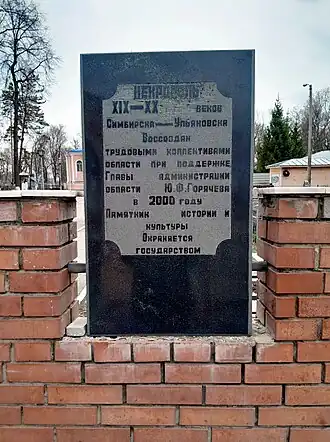 НЕКРОПОЛЬ
XIX—XX веков
Симбирска—Ульяновска
Воссоздан
трудовыми коллективами
области при поддержке
Главы администрации
области Ю.Ф.Горячева
в 2000 году
Памятник истории и
культуры
Охраняется
государством